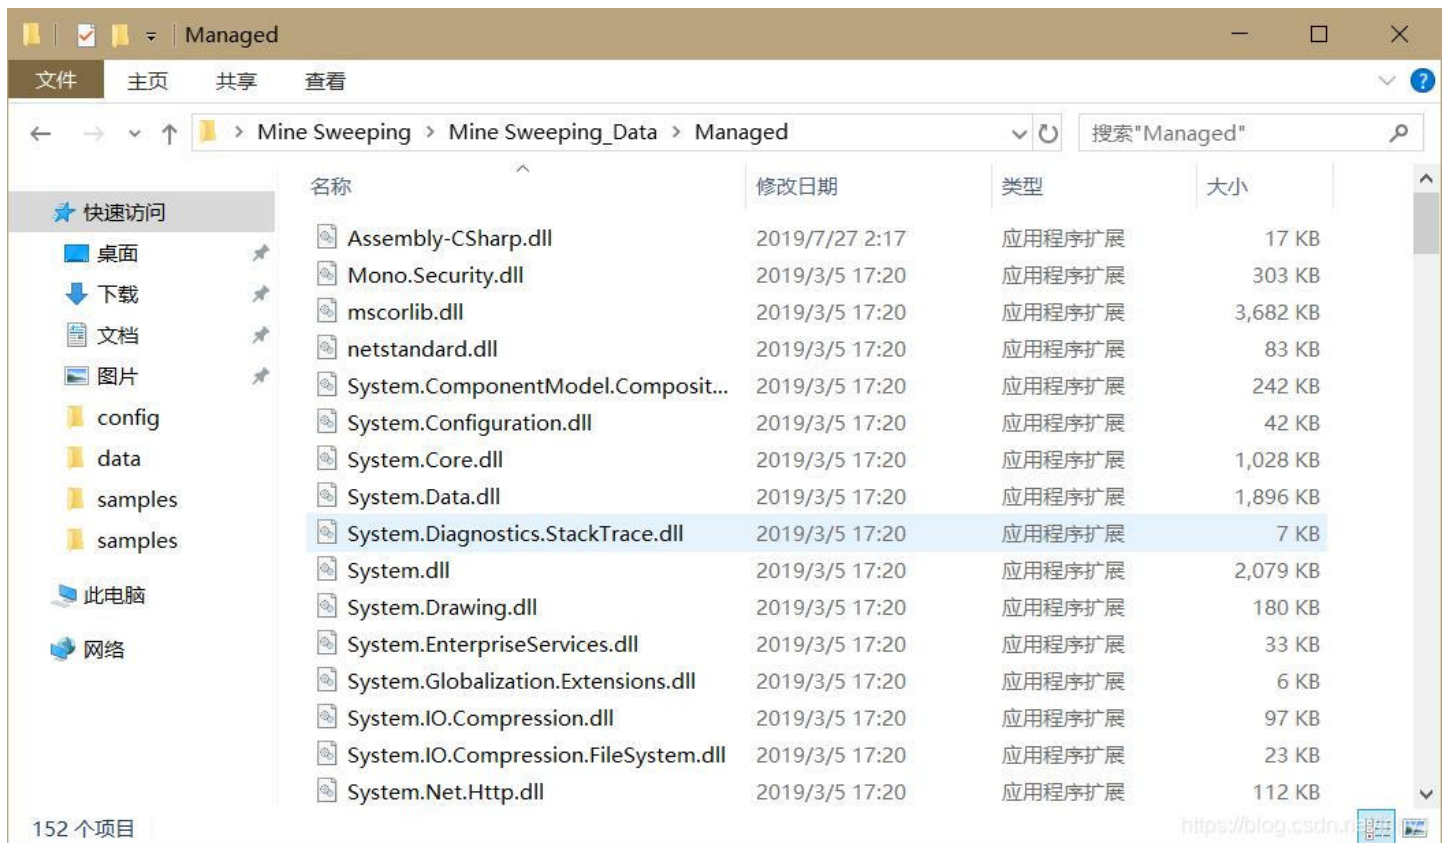 Managed
文件 主页 共享 查看
Mine Sweeping > Mine Sweeping_Data > Managed 搜索"Managed"
名称 修改日期 类型 大小
快速访问
桌面
下载
文档
图片
config
data
samples
samples
此电脑
网络
Assembly-CSharp.dll 2019/7/27 2:17 应用程序扩展 17 KB
Mono.Security.dll 2019/3/5 17:20 应用程序扩展 303 KB
mscorlib.dll 2019/3/5 17:20 应用程序扩展 3,682 KB
netstandard.dll 2019/3/5 17:20 应用程序扩展 83 KB
System.ComponentModel.Composit... 2019/3/5 17:20 应用程序扩展 242 KB
System.Configuration.dll 2019/3/5 17:20 应用程序扩展 42 KB
System.Core.dll 2019/3/5 17:20 应用程序扩展 1,028 KB
System.Data.dll 2019/3/5 17:20 应用程序扩展 1,896 KB
System.Diagnostics.StackTrace.dll 2019/3/5 17:20 应用程序扩展 7 KB
System.dll 2019/3/5 17:20 应用程序扩展 2,079 KB
System.Drawing.dll 2019/3/5 17:20 应用程序扩展 180 KB
System.EnterpriseServices.dll 2019/3/5 17:20 应用程序扩展 33 KB
System.Globalization.Extensions.dll 2019/3/5 17:20 应用程序扩展 6 KB
System.IO.Compression.dll 2019/3/5 17:20 应用程序扩展 97 KB
System.IO.Compression.FileSystem.dll 2019/3/5 17:20 应用程序扩展 23 KB
System.Net.Http.dll 2019/3/5 17:20 应用程序扩展 112 KB
152 个项目